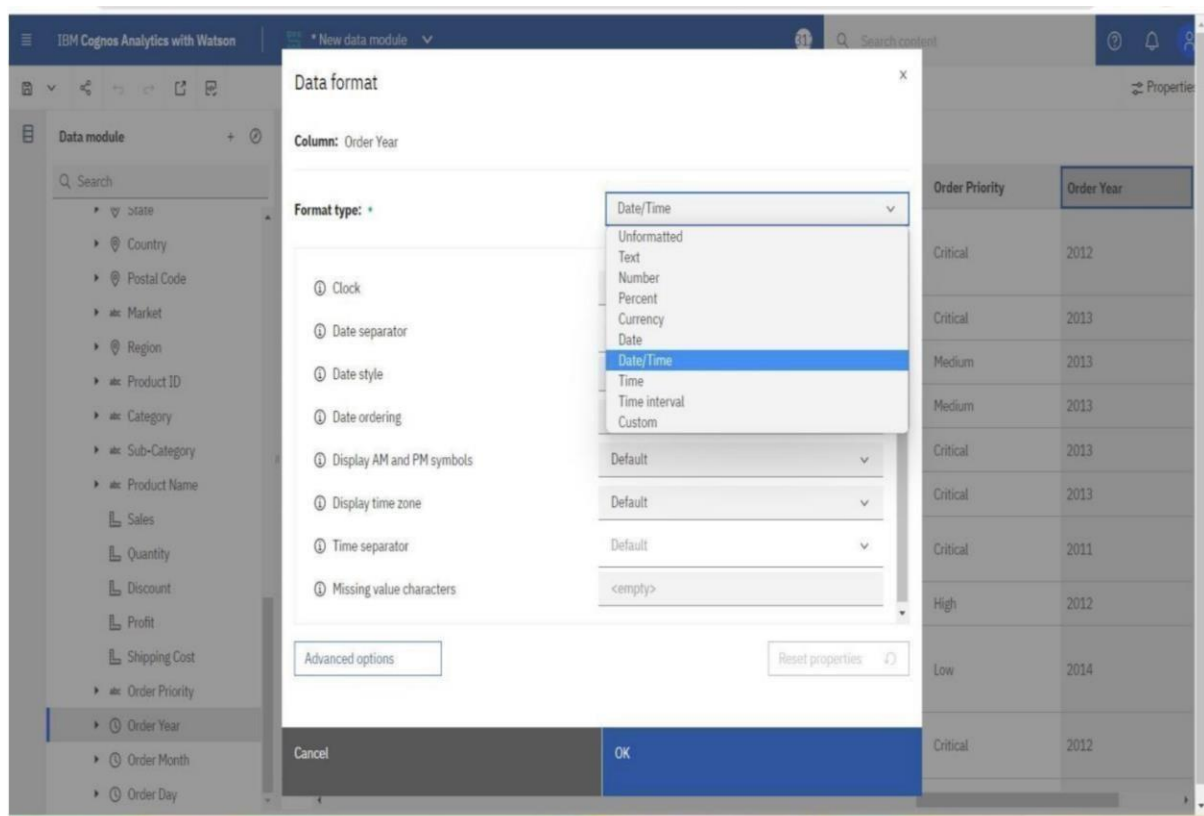 IBM Cognos Analytics with Watson
* New data module
Search content
Properties
Data module
Search
State
Country
Postal Code
abc Market
Region
abc Product ID
abc Category
abc Sub-Category
abc Product Name
Sales
Quantity
Discount
Profit
Shipping Cost
abc Order Priority
Order Year
Order Month
Order Day
Data format
x
Column: Order Year
Format type: *
Date/Time
Unformatted
Text
Number
Percent
Currency
Date
Date/Time
Time
Time interval
Custom
Clock
Date separator
Date style
Date ordering
Display AM and PM symbols Default
Display time zone Default
Time separator Default
Missing value characters <empty>
Advanced options
Reset properties
Cancel
OK
Order Priority Order Year
Critical 2012
Critical 2013
Medium 2013
Medium 2013
Critical 2013
Critical 2013
Critical 2011
High 2012
Low 2014
Critical 2012